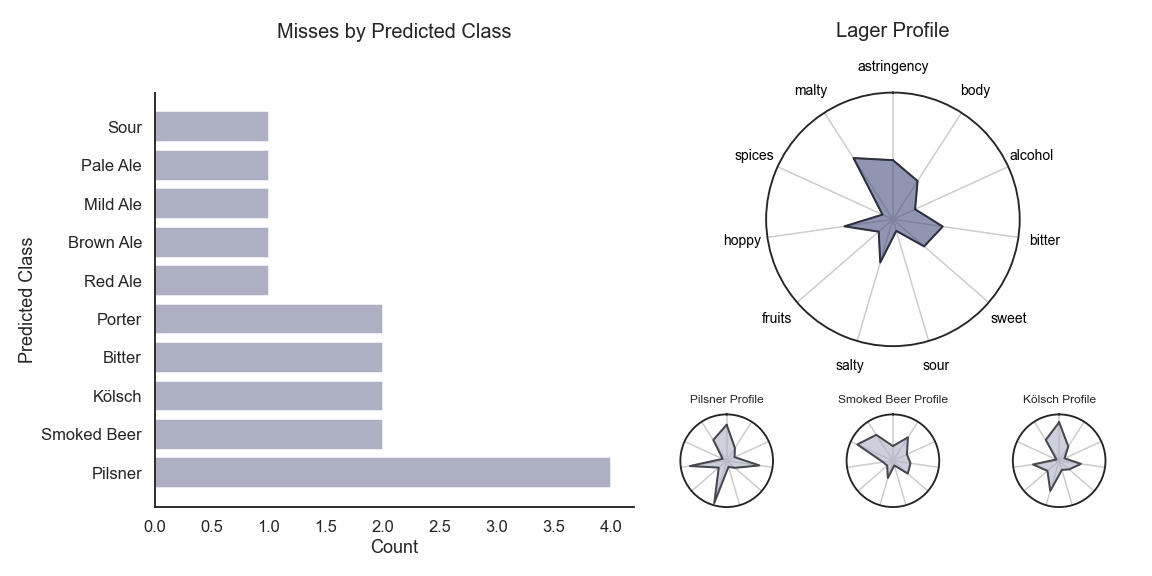 Misses by Predicted Class
Sour
Pale Ale
Mild Ale
Brown Ale
Red Ale
Porter
Bitter
Kölsch
Smoked Beer
Pilsner
Predicted Class
0.0 0.5 1.0 1.5 2.0 2.5 3.0 3.5 4.0
Count
Lager Profile
astringency
malty body
spices alcohol
hoppy bitter
fruits sweet
salty sour
Pilsner Profile Smoked Beer Profile Kölsch Profile